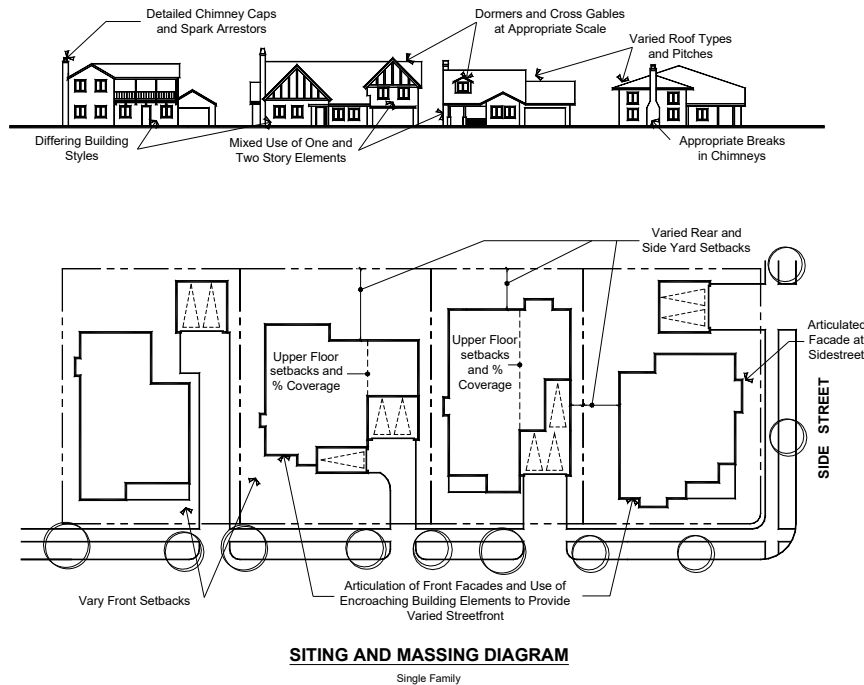 Detailed Chimney Caps
and Spark Arrestors
Dormers and Cross Gables
at Appropriate Scale
Varied Roof Types
and Pitches
Differing Building
Styles
Mixed Use of One and
Two Story Elements
Appropriate Breaks
in Chimneys
Varied Rear and
Side Yard Setbacks
Upper Floor
setbacks and
% Coverage
Upper Floor
setbacks
and %
Coverage
Articulated
Facade at
Sidestreet
SIDE STREET
Vary Front Setbacks
Articulation of Front Facades and Use of
Encroaching Building Elements to Provide
Varied Streetfront
SITING AND MASSING DIAGRAM
Single Family